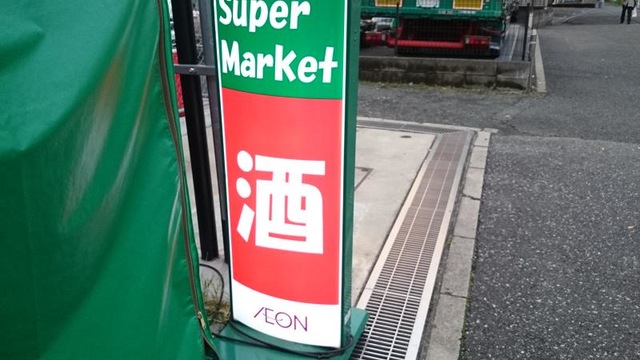 Super
Market
酒
ÆON